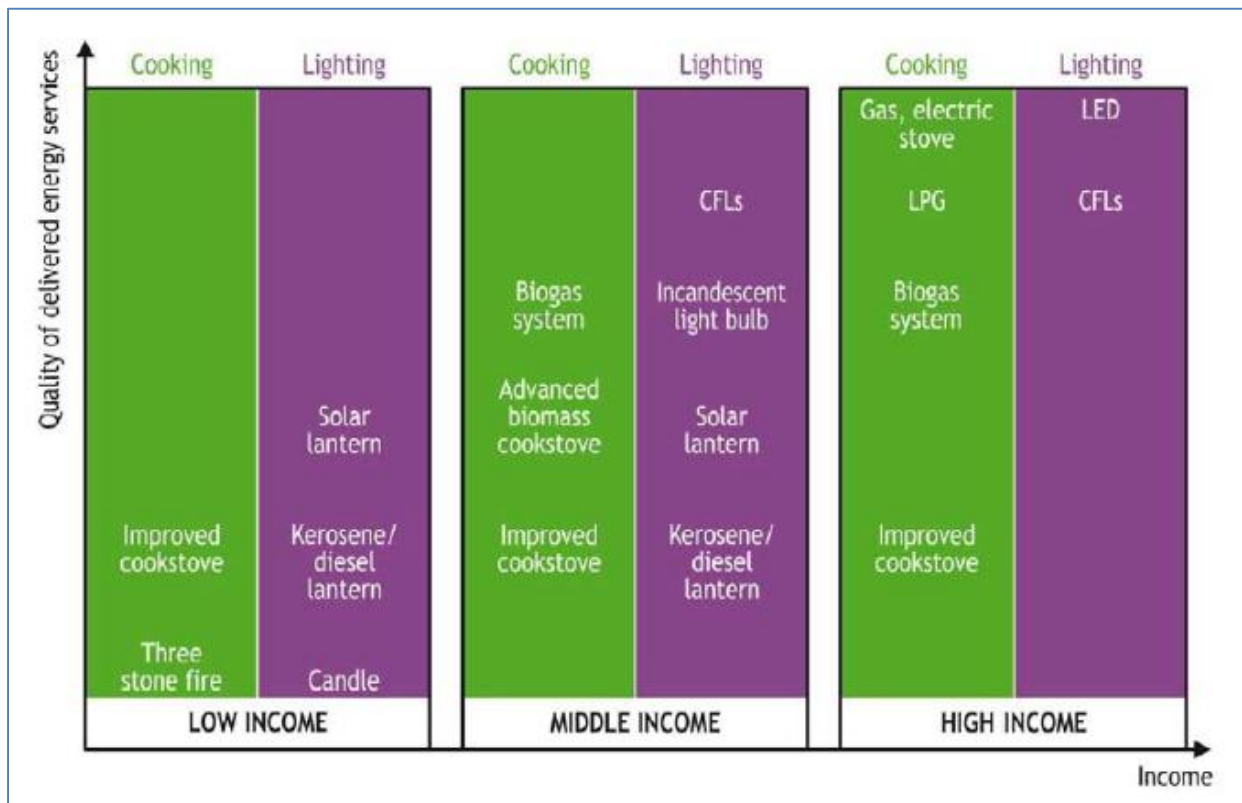 Quality of delivered energy services
Cooking
Lighting
Solar
lantern
Improved
cookstove
Kerosene/
diesel
lantern
Three
stone fire
Candle
LOW INCOME
Cooking
Lighting
CFLs
Biogas
system
Incandescent
light bulb
Advanced
biomass
cookstove
Solar
lantern
Improved
cookstove
Kerosene/
diesel
lantern
MIDDLE INCOME
Cooking
Lighting
Gas, electric
stove
LED
LPG
CFLs
Biogas
system
Improved
cookstove
HIGH INCOME
Income